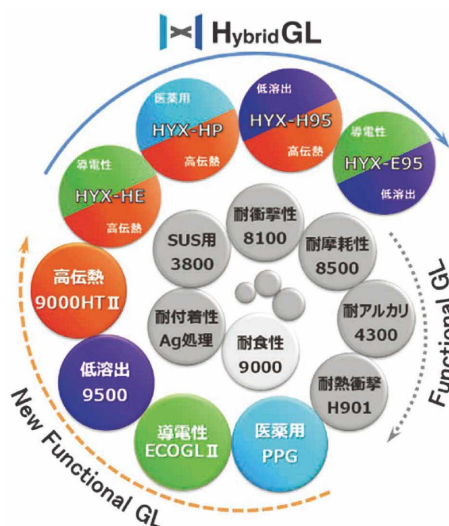 HybridGL
医薬用
HYX-HP
高伝熱
低溶出
HYX-H95
高伝熱
導電性
HYX-E95
低溶出
導電性
HYX-HE
高伝熱
SUS用
3800
耐衝撃性
8100
耐摩耗性
8500
耐アルカリ
4300
耐熱衝撃
H901
耐付着性
Ag処理
耐食性
9000
高伝熱
9000HTⅡ
低溶出
9500
導電性
ECOGLⅡ
医薬用
PPG
Functional GL
New Functional GL